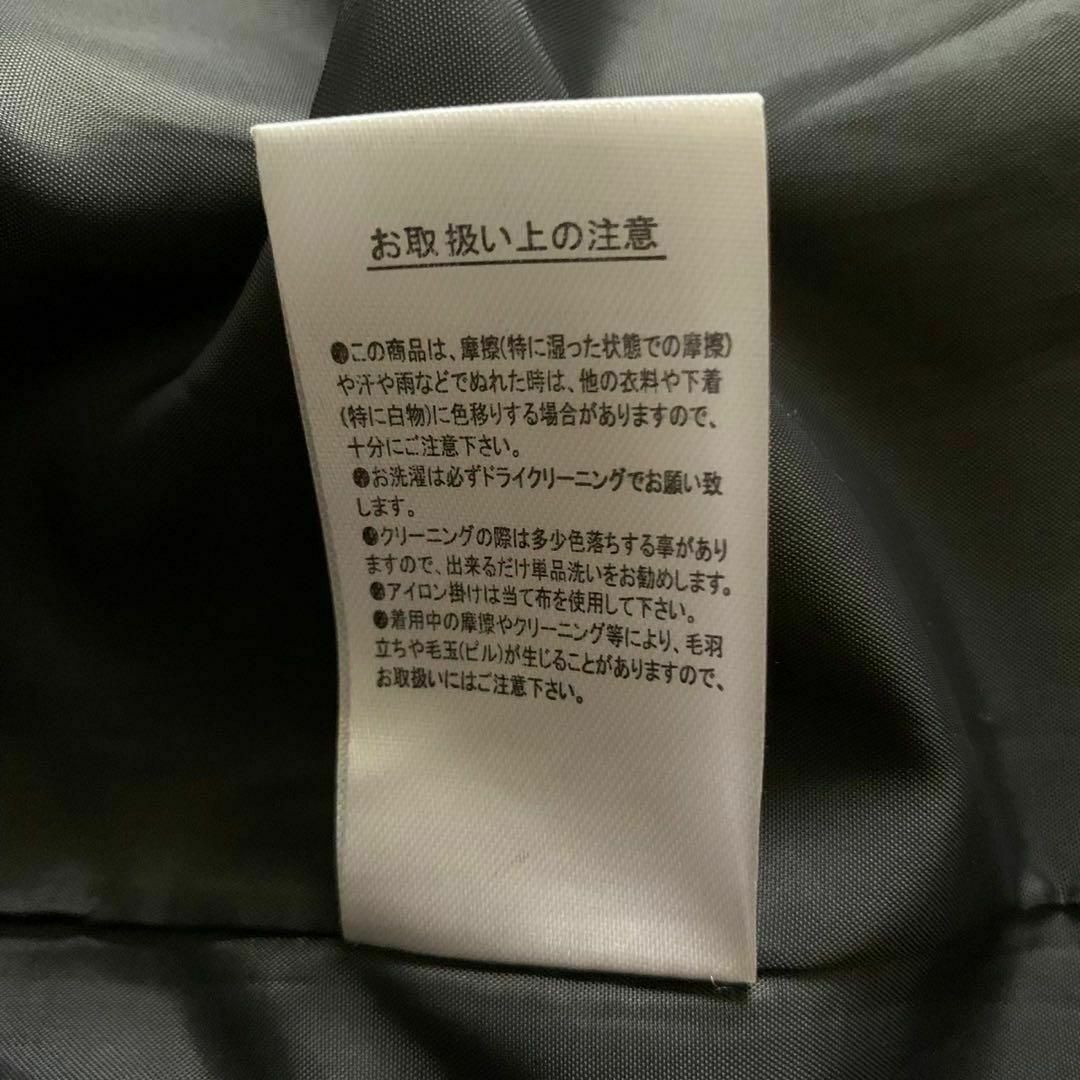 お取扱い上の注意
●この商品は、摩擦(特に湿った状態での摩擦)
や汗や雨などでぬれた時は、他の衣料や下着
(特に白物)に色移りする場合がありますので、
十分にご注意下さい。
●お洗濯は必ずドライクリーニングでお願い致
します。
●クリーニングの際は多少色落ちする事があり
ますので、出来るだけ単品洗いをお勧めします。
●アイロン掛けは当て布を使用して下さい。
●着用中の摩擦やクリーニング等により、毛羽
立ちや毛玉(ピル)が生じることがありますので、
お取扱いにはご注意下さい。